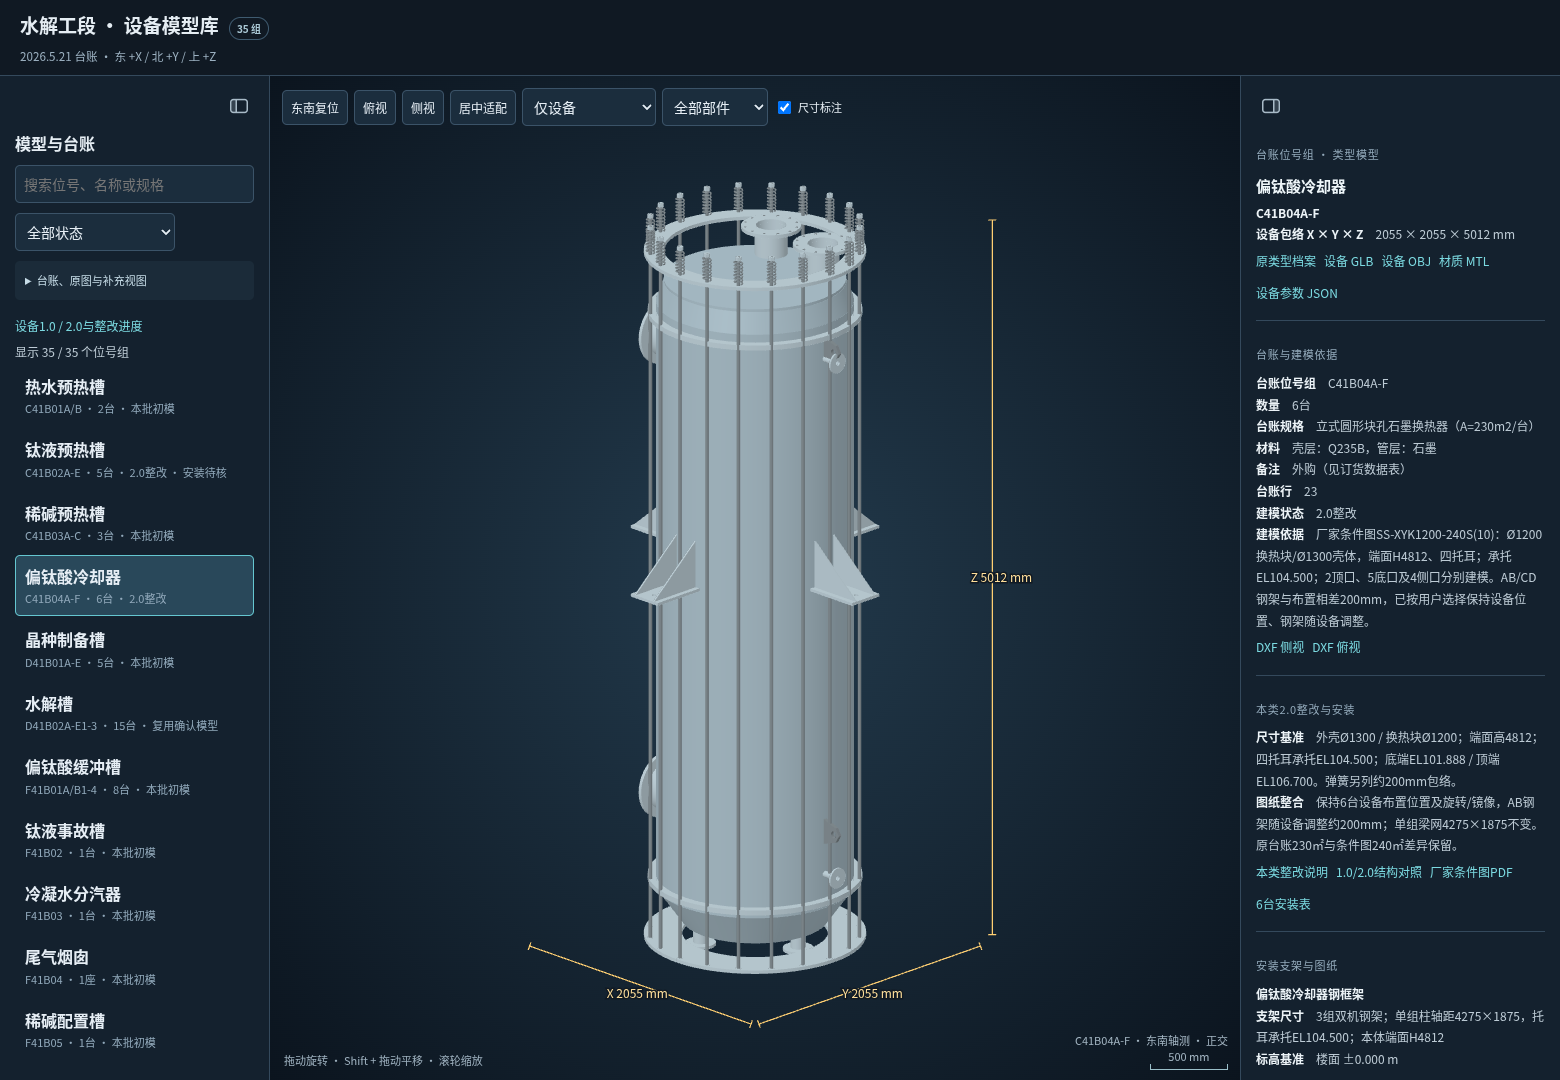 水解工段 · 设备模型库 35 组
2026.5.21 台账 · 东 +X / 北 +Y / 上 +Z
模型与台账
搜索位号、名称或规格
全部状态
台账、原图与补充视图
设备1.0 / 2.0与整改进度
显示 35 / 35 个位号组
热水预热槽
C41B01A/B · 2台 · 本批初模
钛液预热槽
C41B02A-E · 5台 · 2.0整改 · 安装待核
稀碱预热槽
C41B03A-C · 3台 · 本批初模
偏钛酸冷却器
C41B04A-F · 6台 · 2.0整改
晶种制备槽
D41B01A-E · 5台 · 本批初模
水解槽
D41B02A-E1-3 · 15台 · 复用确认模型
偏钛酸缓冲槽
F41B01A/B1-4 · 8台 · 本批初模
钛液事故槽
F41B02 · 1台 · 本批初模
冷凝水分汽器
F41B03 · 1台 · 本批初模
尾气烟囱
F41B04 · 1座 · 本批初模
稀碱配置槽
F41B05 · 1台 · 本批初模
东南复位 俯视 侧视 居中适配 仅设备 全部部件 尺寸标注
Z 5012 mm
X 2055 mm
Y 2055 mm
拖动旋转 · Shift + 拖动平移 · 滚轮缩放
C41B04A-F · 东南轴测 · 正交
500 mm
台账位号组 · 类型模型
偏钛酸冷却器
C41B04A-F
设备包络 X × Y × Z 2055 × 2055 × 5012 mm
原类型档案 设备 GLB 设备 OBJ 材质 MTL
设备参数 JSON
台账与建模依据
台账位号组 C41B04A-F
数量 6台
台账规格 立式圆形块孔石墨换热器（A=230m2/台）
材料 壳层：Q235B，管层：石墨
备注 外购（见订货数据表）
台账行 23
建模状态 2.0整改
建模依据 厂家条件图SS-XYK1200-240S(10)：Ø1200
换热块/Ø1300壳体，端面H4812、四托耳；承托
EL104.500；2顶口、5底口及4侧口分别建模。AB/CD
钢架与布置相差200mm，已按用户选择保持设备位
置、钢架随设备调整。
DXF 侧视 DXF 俯视
本类2.0整改与安装
尺寸基准 外壳Ø1300 / 换热块Ø1200；端面高4812；
四托耳承托EL104.500；底端EL101.888 / 顶端
EL106.700。弹簧另列约200mm包络。
图纸整合 保持6台设备布置位置及旋转/镜像，AB钢
架随设备调整约200mm；单组梁网4275×1875不变。
原台账230㎡与条件图240㎡差异保留。
本类整改说明 1.0/2.0结构对照 厂家条件图PDF
6台安装表
安装支架与图纸
偏钛酸冷却器钢框架
支架尺寸 3组双机钢架；单组柱轴距4275×1875，托
耳承托EL104.500；本体端面H4812
标高基准 楼面 ±0.000 m